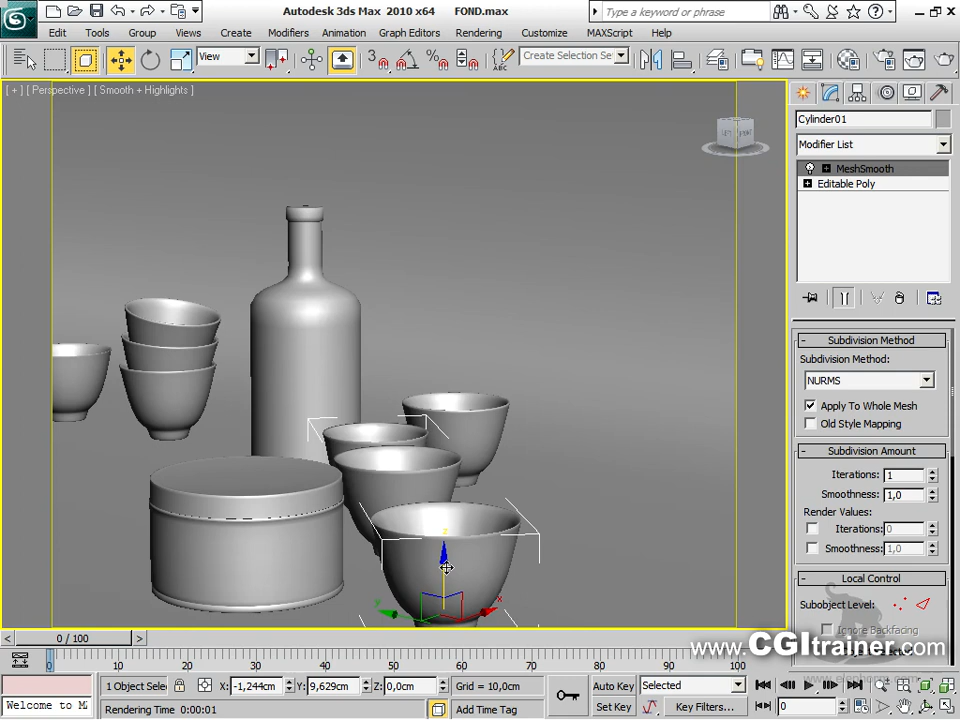 Autodesk 3ds Max 2010 x64 FOND.max
Type a keyword or phrase
Edit Tools Group Views Create Modifiers Animation Graph Editors Rendering Customize MAXScript Help
View
3
ABC
Create Selection Se
[ + ] [ Perspective ] [ Smooth + Highlights ]
Cylinder01
Modifier List
MeshSmooth
Editable Poly
Subdivision Method
Subdivision Method:
NURMS
Apply To Whole Mesh
Old Style Mapping
Subdivision Amount
Iterations: 1
Smoothness: 1,0
Render Values:
Iterations: 0
Smoothness: 1,0
Local Control
Subobject Level:
Ignore Backfacing
z
x
y
www.CGItrainer.com
0 / 100
0 10 20 30 40 50 60 70 80 90 100
1 Object Selec
X: -1,244cm Y: 9,629cm Z: 0,0cm
Grid = 10,0cm
Auto Key Selected
Welcome to MA
Rendering Time 0:00:01
Add Time Tag
Set Key
Key Filters...
0